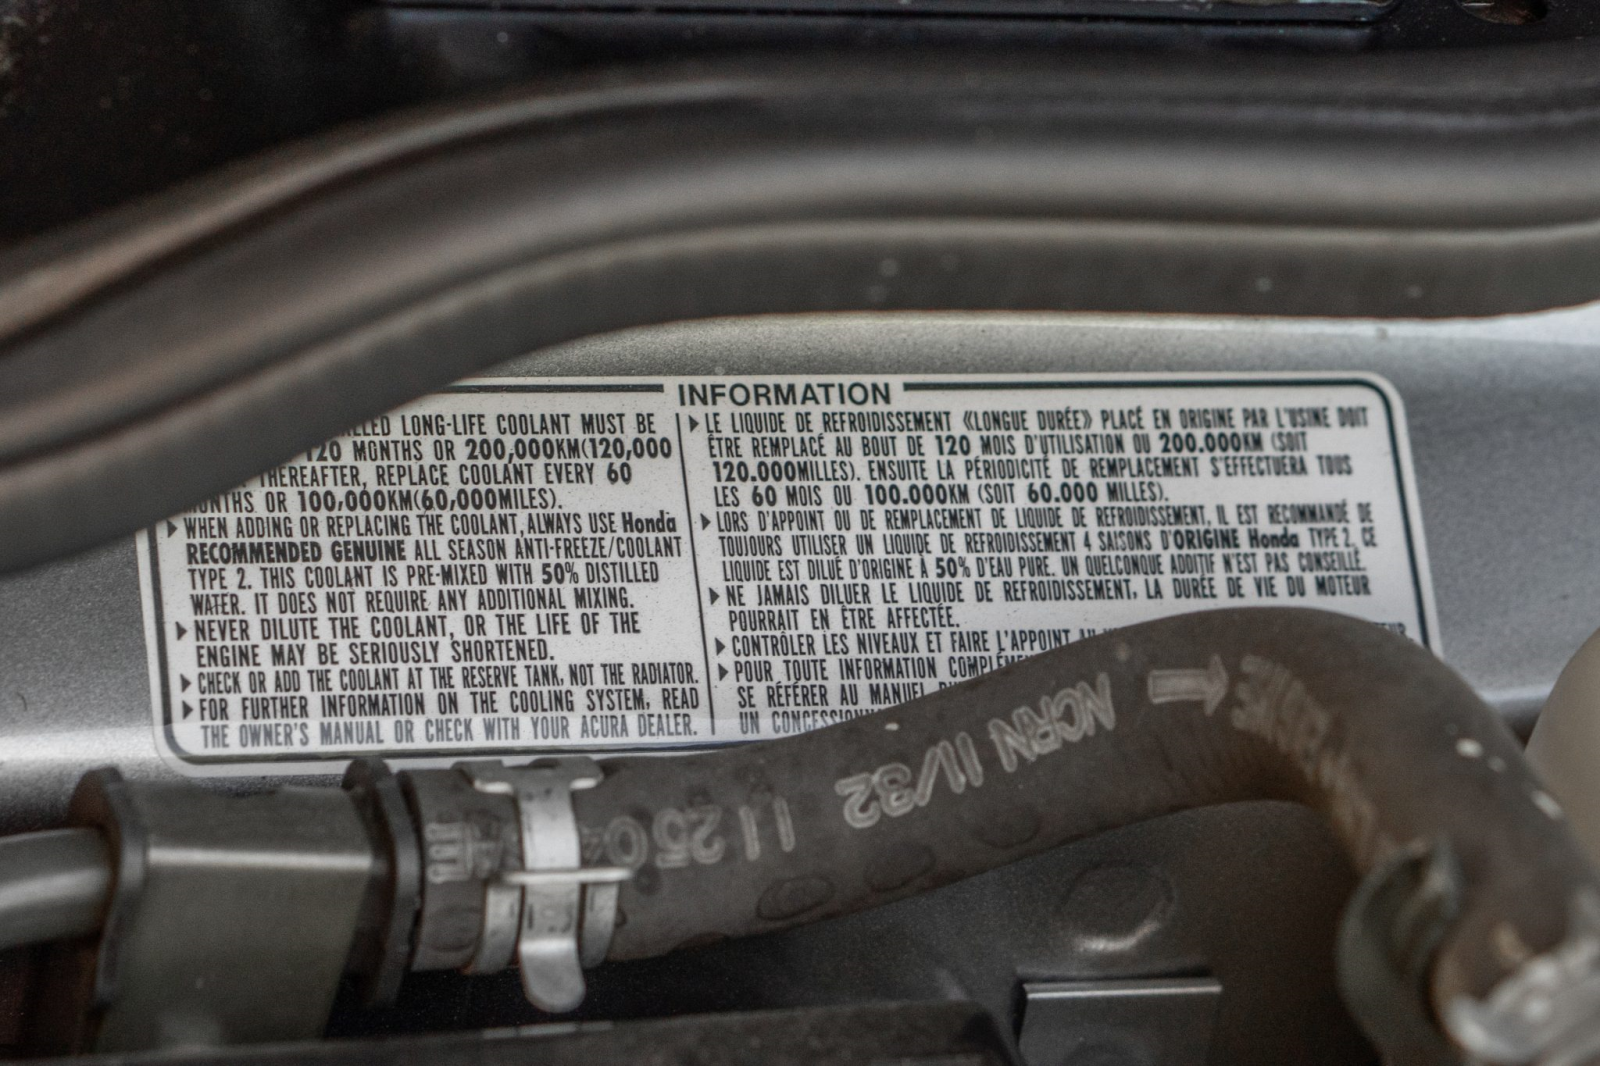 INFORMATION
LONG-LIFE COOLANT MUST BE
120 MONTHS OR 200,000KM(120,000
THEREAFTER, REPLACE COOLANT EVERY 60
OR 100,000KM(60,000MILES).
▶ WHEN ADDING OR REPLACING THE COOLANT, ALWAYS USE Honda
RECOMMENDED GENUINE ALL SEASON ANTI-FREEZE/COOLANT
TYPE 2. THIS COOLANT IS PRE-MIXED WITH 50% DISTILLED
WATER. IT DOES NOT REQUIRE ANY ADDITIONAL MIXING.
▶ NEVER DILUTE THE COOLANT, OR THE LIFE OF THE
ENGINE MAY BE SERIOUSLY SHORTENED.
▶ CHECK OR ADD THE COOLANT AT THE RESERVE TANK, NOT THE RADIATOR.
▶ FOR FURTHER INFORMATION ON THE COOLING SYSTEM, READ
THE OWNER'S MANUAL OR CHECK WITH YOUR ACURA DEALER.
▶ LE LIQUIDE DE REFROIDISSEMENT «LONGUE DURÉE» PLACÉ EN ORIGINE PAR L'USINE DOIT
ÊTRE REMPLACÉ AU BOUT DE 120 MOIS D'UTILISATION OU 200.000KM (SOIT
120.000MILLES). ENSUITE LA PÉRIODICITÉ DE REMPLACEMENT S'EFFECTUERA TOUS
LES 60 MOIS OU 100.000KM (SOIT 60.000 MILLES).
▶ LORS D'APPOINT OU DE REMPLACEMENT DE LIQUIDE DE REFROIDISSEMENT, IL EST RECOMMANDÉ DE
TOUJOURS UTILISER UN LIQUIDE DE REFROIDISSEMENT 4 SAISONS D'ORIGINE Honda TYPE 2. CE
LIQUIDE EST DILUÉ D'ORIGINE À 50% D'EAU PURE. UN QUELCONQUE ADDITIF N'EST PAS CONSEILLÉ.
▶ NE JAMAIS DILUER LE LIQUIDE DE REFROIDISSEMENT, LA DURÉE DE VIE DU MOTEUR
POURRAIT EN ÊTRE AFFECTÉE.
▶ CONTRÔLER LES NIVEAUX ET FAIRE L'APPOINT AU
▶ POUR TOUTE INFORMATION
SE RÉFÉRER AU MANUEL
UN
NCRN 11/32
11250